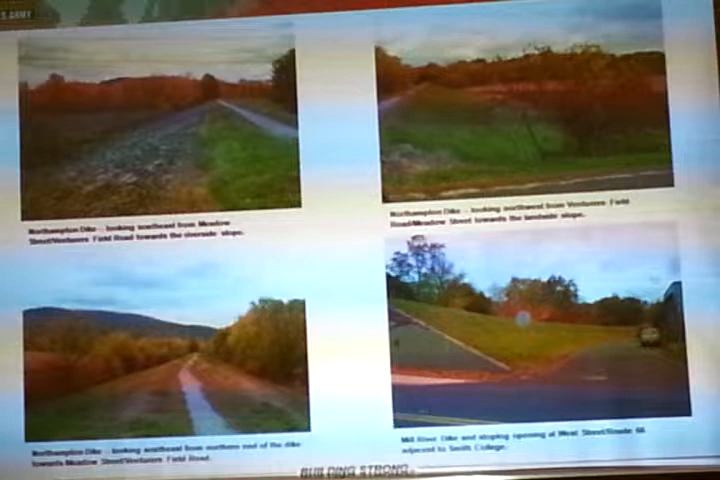 S ARMY
Northampton Dike - looking southeast from Meadow
Street/Venturers Field Road towards the riverside slope.
Northampton Dike - looking northwest from Venturers Field
Road/Meadow Street towards the landside slope.
Northampton Dike - looking southeast from northern end of the dike
towards Meadow Street/Venturers Field Road.
Mill River Dike and stoplog opening at West Street/Route 66
adjacent to Smith College.
BUILDING STRONG